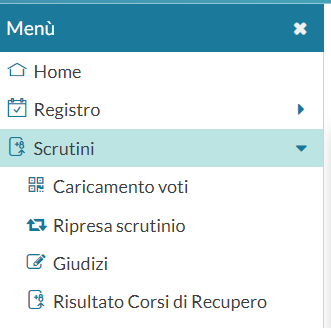 Menù
Home
Registro
Scrutini
Caricamento voti
Ripresa scrutinio
Giudizi
Risultato Corsi di Recupero